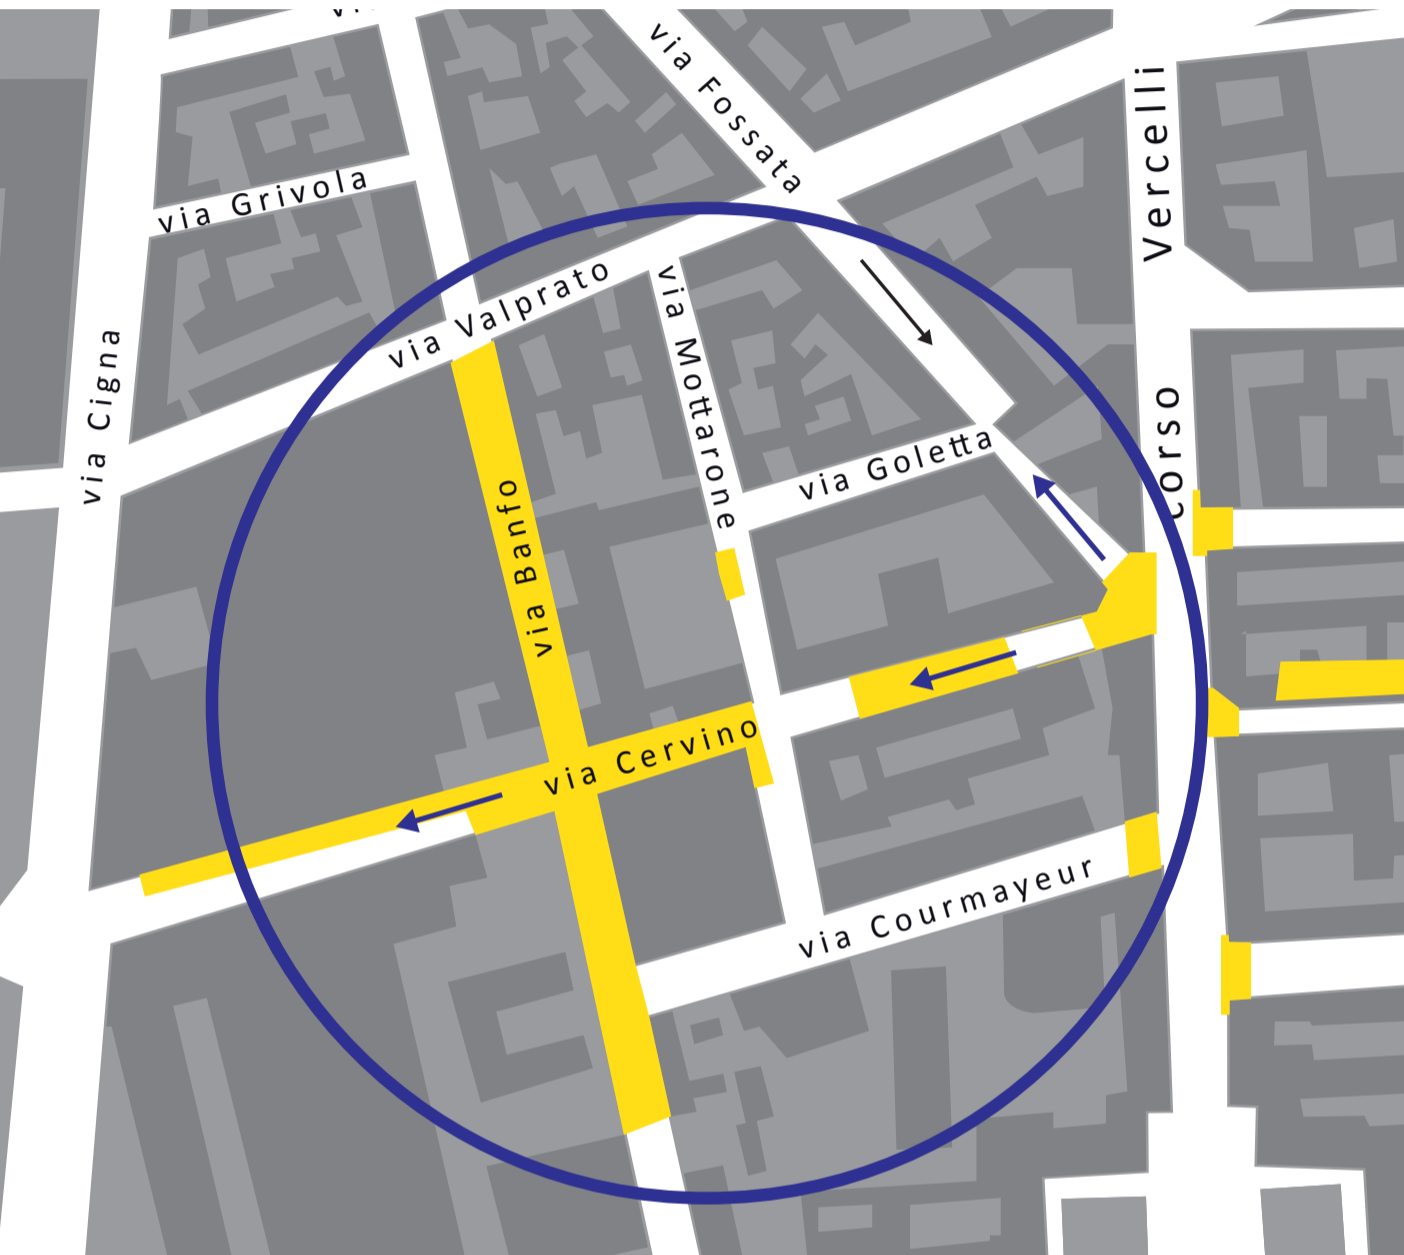 via Fossata
Vercelli
via Grivola
via Valprato
via Mottarone
via Cigna
corso
via Goletta
via Banfo
via Cervino
via Courmayeur